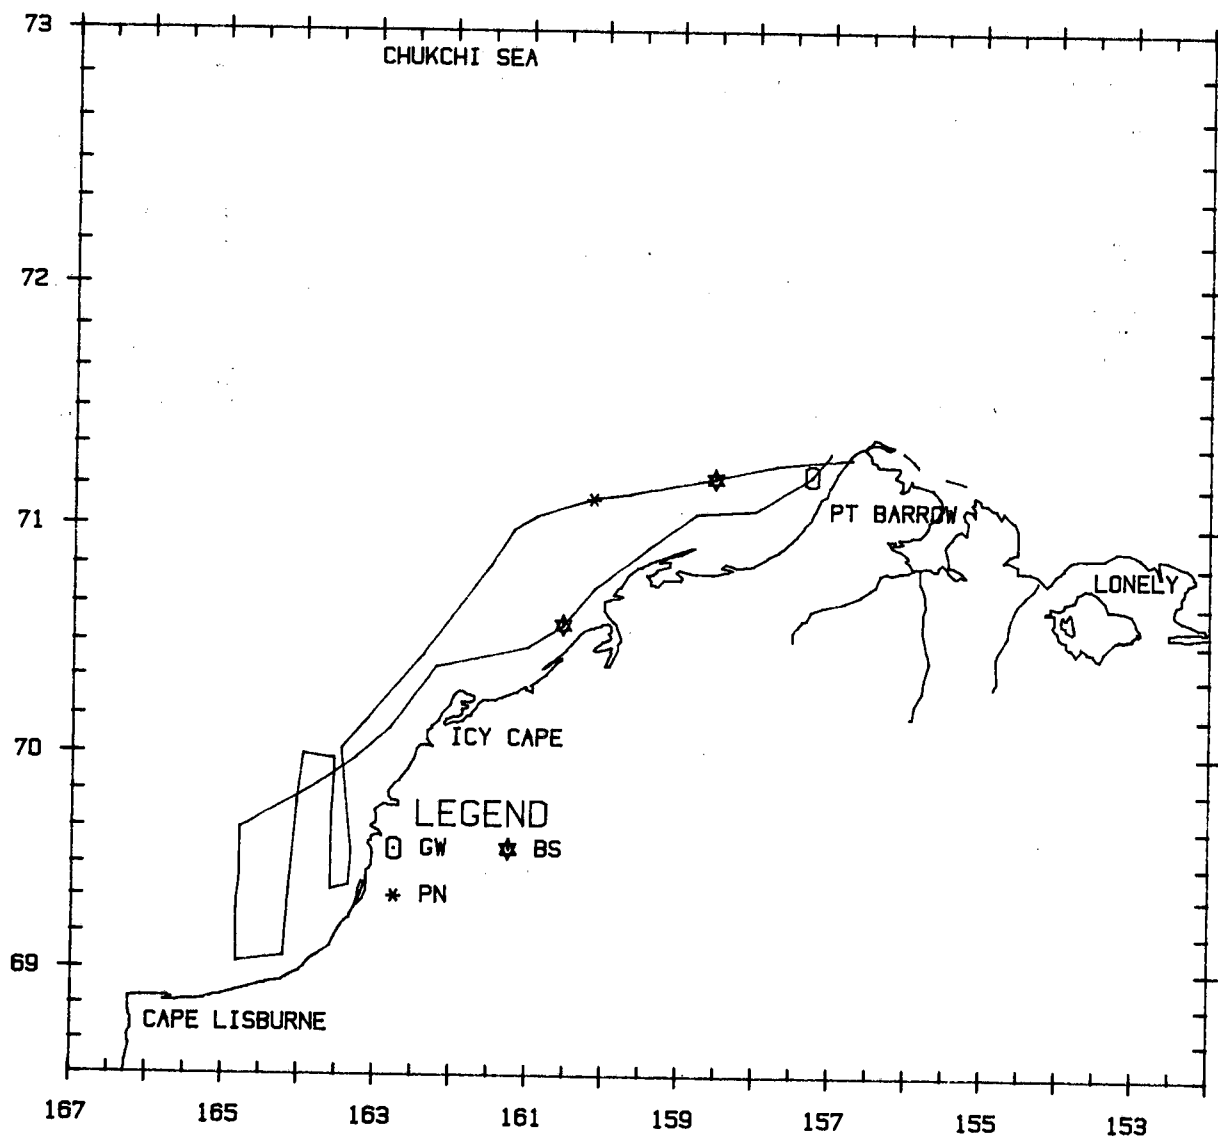 73
CHUKCHI SEA
72
71
PT BARROW
LONELY
70
ICY CAPE
LEGEND
GW BS
PN
69
CAPE LISBURNE
167 165 163 161 159 157 155 153